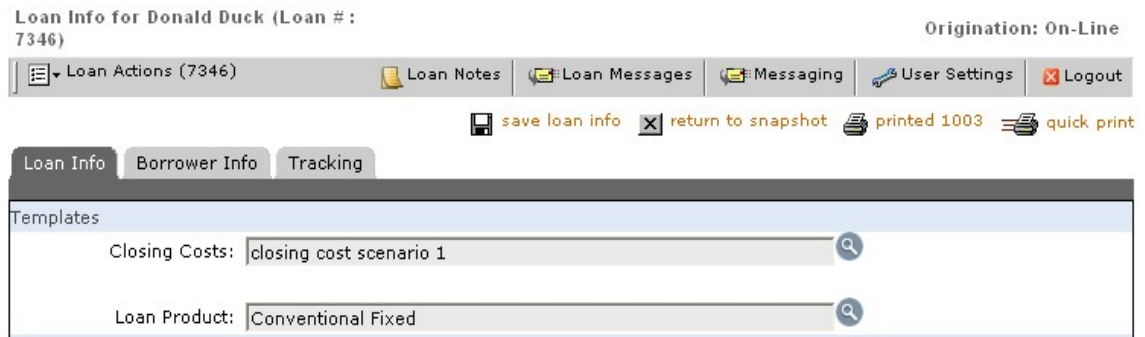 Loan Info for Donald Duck (Loan # :
7346)
Origination: On-Line
Loan Actions (7346)
Loan Notes
Loan Messages
Messaging
User Settings
Logout
save loan info
return to snapshot
printed 1003
quick print
Loan Info
Borrower Info
Tracking
Templates
Closing Costs: closing cost scenario 1
Loan Product: Conventional Fixed